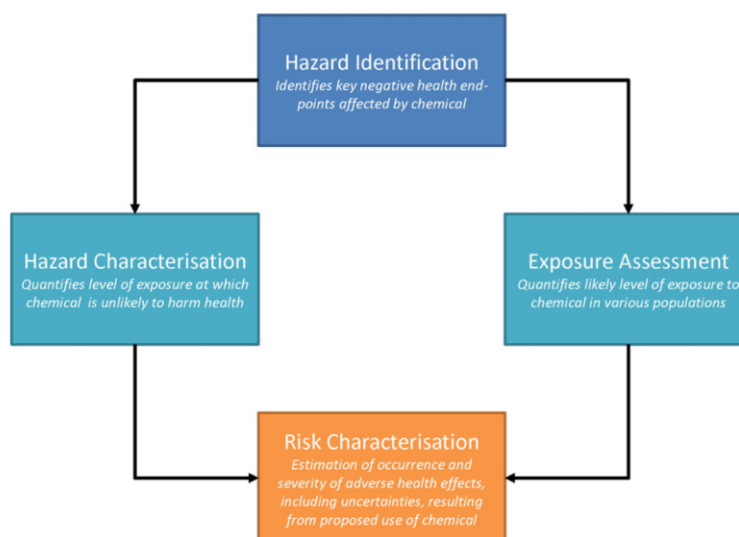 Hazard Identification
Identifies key negative health end-
points affected by chemical
Hazard Characterisation
Quantifies level of exposure at which
chemical is unlikely to harm health
Exposure Assessment
Quantifies likely level of exposure to
chemical in various populations
Risk Characterisation
Estimation of occurrence and
severity of adverse health effects,
including uncertainties, resulting
from proposed use of chemical